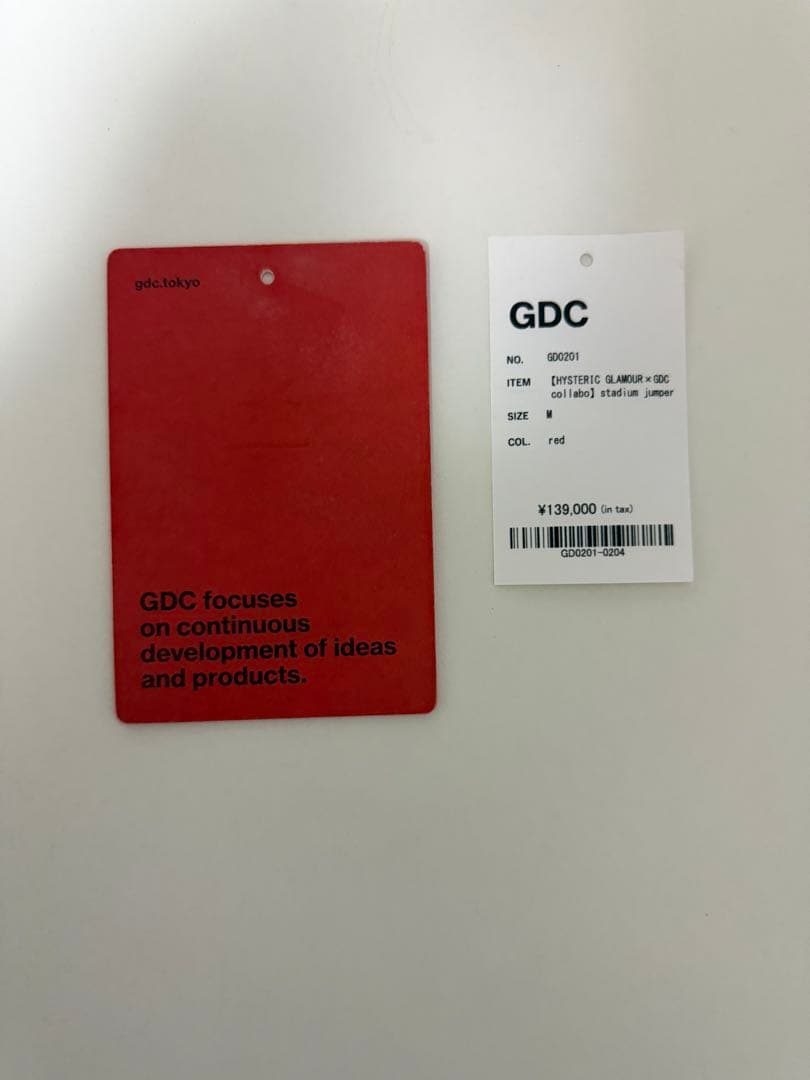 gdc.tokyo
GDC focuses
on continuous
development of ideas
and products.
GDC
NO. GD0201
ITEM 【HYSTERIC GLAMOUR×GDC
collabo】stadium jumper
SIZE M
COL. red
¥139,000 (in tax)
GD0201-0204